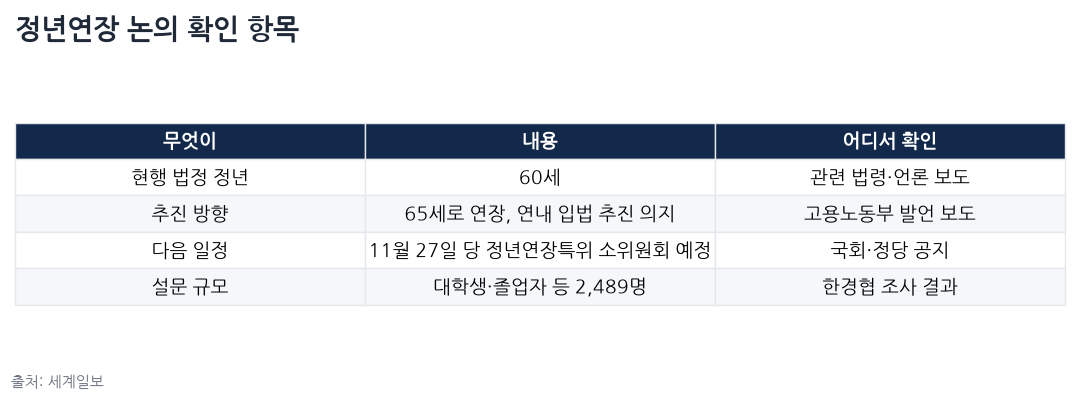 정년연장 논의 확인 항목
무엇이 내용 어디서 확인
현행 법정 정년 60세 관련 법령·언론 보도
추진 방향 65세로 연장, 연내 입법 추진 의지 고용노동부 발언 보도
다음 일정 11월 27일 당 정년연장특위 소위원회 예정 국회·정당 공지
설문 규모 대학생·졸업자 등 2,489명 한경협 조사 결과
출처: 세계일보